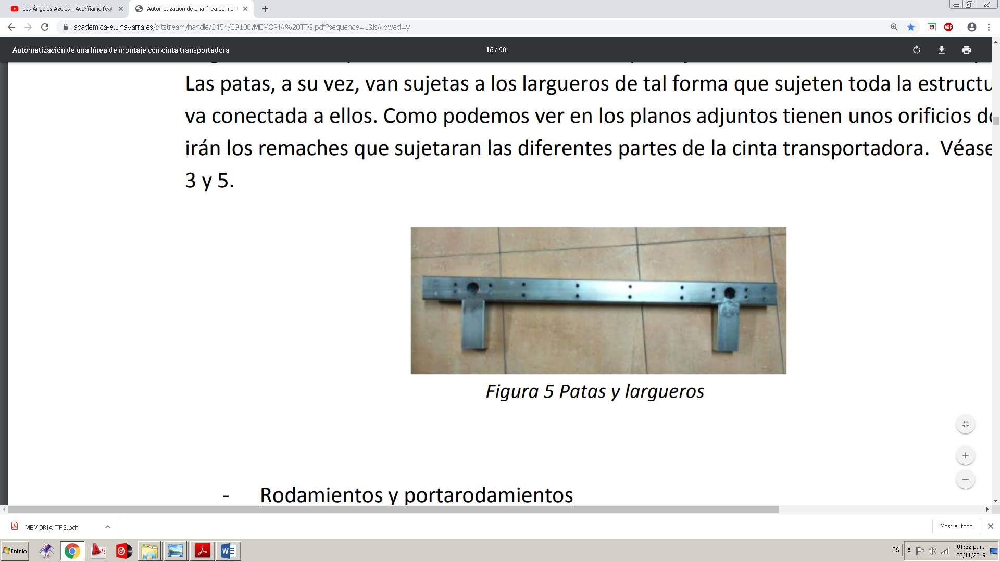 Los Ángeles Azules - Acaríñame feat
Automatización de una línea de mont
academica-e.unavarra.es/bitstream/handle/2454/29130/MEMORIA%20TFG.pdf?sequence=1&isAllowed=y
ABP
Automatización de una línea de montaje con cinta transportadora
15 / 90
Las patas, a su vez, van sujetas a los largueros de tal forma que sujeten toda la estructu
va conectada a ellos. Como podemos ver en los planos adjuntos tienen unos orificios do
irán los remaches que sujetaran las diferentes partes de la cinta transportadora. Véase
3 y 5.
Figura 5 Patas y largueros
- Rodamientos y portarodamientos
MEMORIA TFG.pdf
Mostrar todo
Inicio
ES
01:32 p.m.
02/11/2019